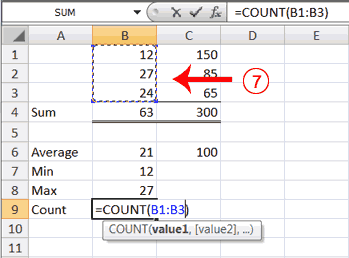 SUM fx =COUNT(B1:B3)
A B C D E
1 12 150
2 27 85
3 24 65
4 Sum 63 300
5
6 Average 21 100
7 Min 12
8 Max 27
9 Count =COUNT(B1:B3)
10 COUNT(value1, [value2], ...)
11
7